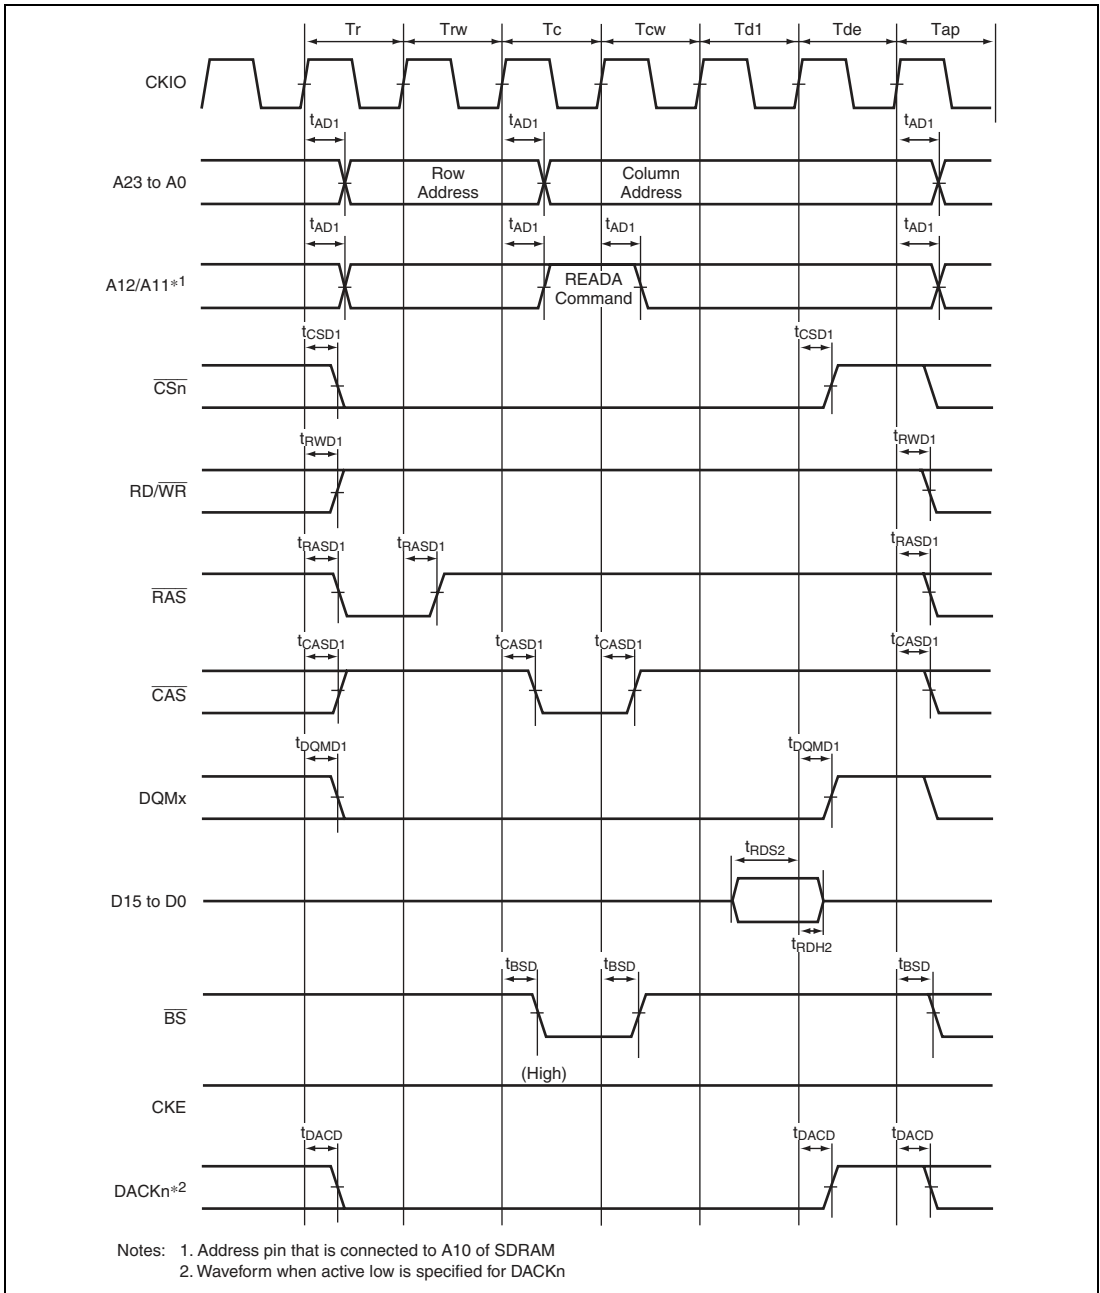 Tr Trw Tc Tcw Td1 Tde Tap
CKIO
tAD1 tAD1 tAD1
A23 to A0
Row
Address
Column
Address
tAD1 tAD1 tAD1 tAD1
A12/A11*1
READA
Command
tCSD1 tCSD1
CSn
tRWD1 tRWD1
RD/WR
tRASD1 tRASD1 tRASD1
RAS
tCASD1 tCASD1 tCASD1 tCASD1
CAS
tDQMD1 tDQMD1
DQMx
tRDS2
D15 to D0
tRDH2
tBSD tBSD tBSD
BS
(High)
CKE
tDACD tDACD tDACD
DACKn*2
Notes: 1. Address pin that is connected to A10 of SDRAM
2. Waveform when active low is specified for DACKn